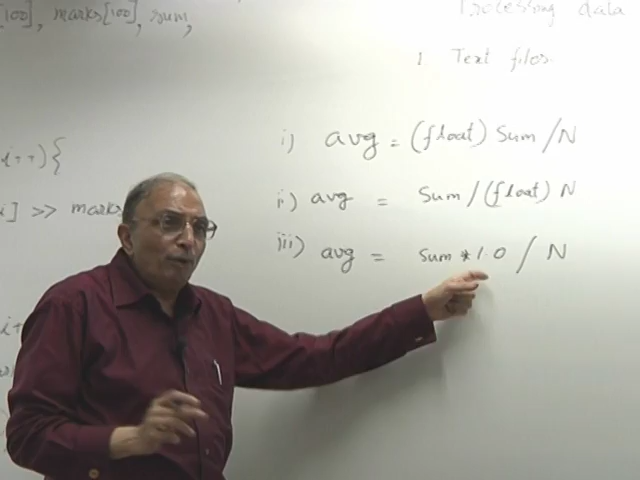 00], marks[100], sum,
Processing data
1 Text files
i++) {
i] >> marks
i) avg = (float) Sum / N
ii) avg = Sum / (float) N
iii) avg = Sum * 1.0 / N
i+